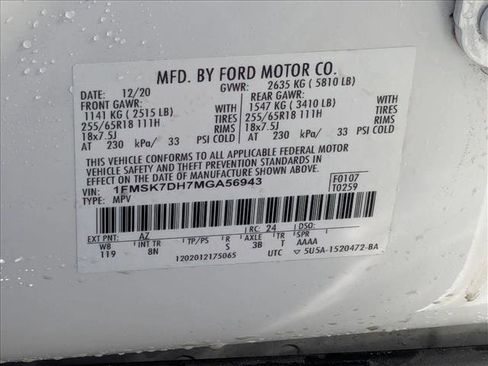 MFD. BY FORD MOTOR CO.
DATE: 12/20 GVWR: 2635 KG ( 5810 LB)
FRONT GAWR: REAR GAWR:
1141 KG ( 2515 LB) WITH 1547 KG ( 3410 LB) WITH
255/65R18 111H TIRES 255/65R18 111H TIRES
18x7.5J RIMS 18x7.5J RIMS
AT 230 kPa/ 33 PSI COLD AT 230 kPa/ 33 PSI COLD
THIS VEHICLE CONFORMS TO ALL APPLICABLE FEDERAL MOTOR
VEHICLE SAFETY AND THEFT PREVENTION STANDARDS IN
EFFECT ON THE DATE OF MANUFACTURE SHOWN ABOVE.
VIN: 1FMSK7DH7MGA56943 F0107
TYPE: MPV T0259
EXT PNT: AZ RC: 24 DSO:
WB INT TR TP/PS R AXLE TR SPR
119 8N S 3B T AAAA
1202012175065 UTC 5U5A-1520472-BA